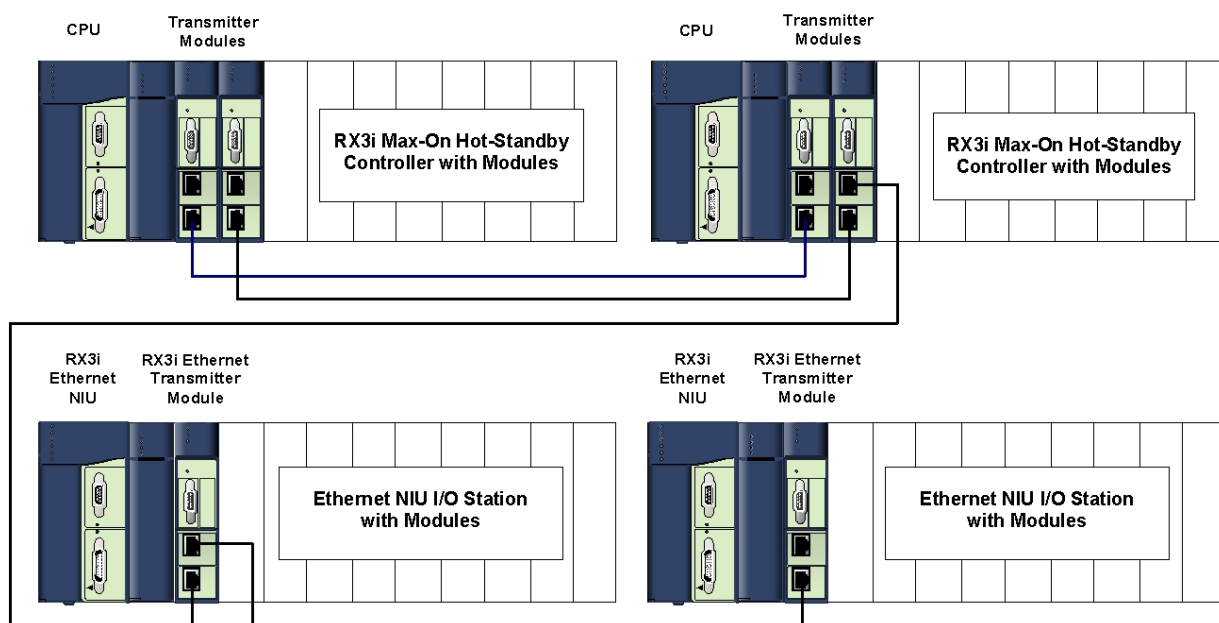 CPU
Transmitter
Modules
CPU
Transmitter
Modules
RX3i Max-On Hot-Standby
Controller with Modules
RX3i Max-On Hot-Standby
Controller with Modules
RX3i
Ethernet
NIU
RX3i Ethernet
Transmitter
Module
RX3i
Ethernet
NIU
RX3i Ethernet
Transmitter
Module
Ethernet NIU I/O Station
with Modules
Ethernet NIU I/O Station
with Modules